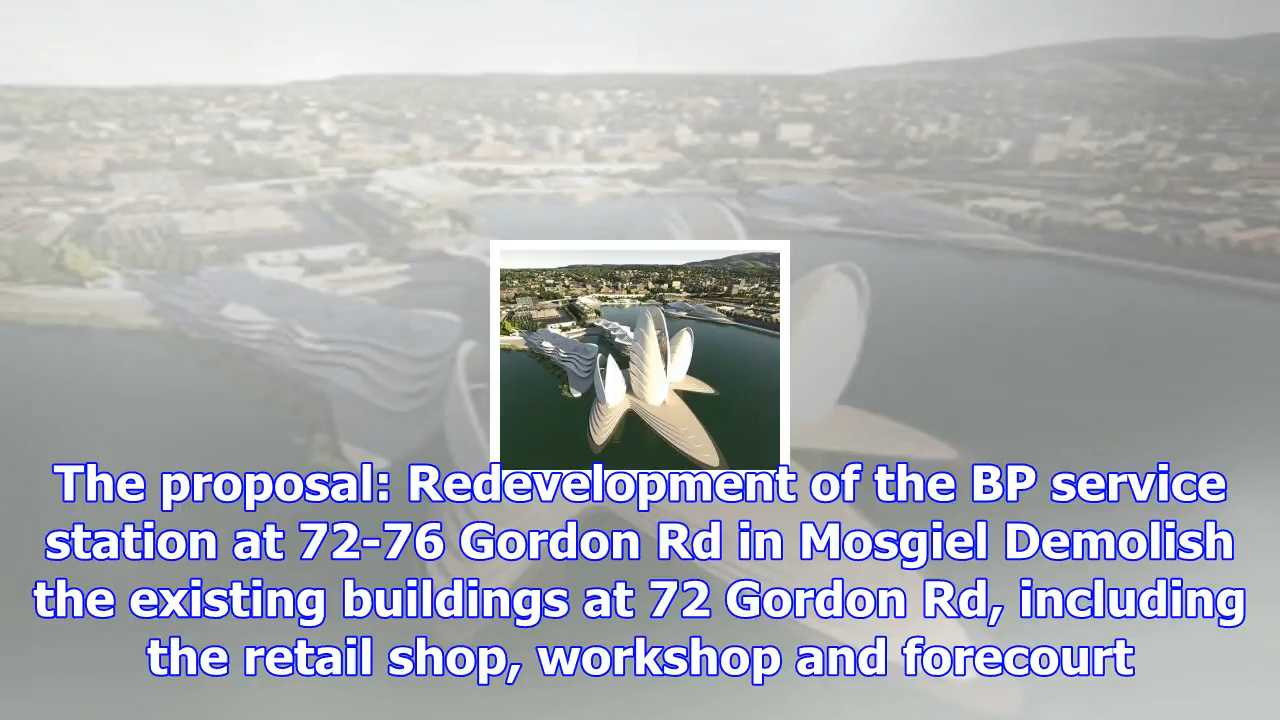 The proposal: Redevelopment of the BP service
station at 72-76 Gordon Rd in Mosgiel Demolish
the existing buildings at 72 Gordon Rd, including
the retail shop, workshop and forecourt